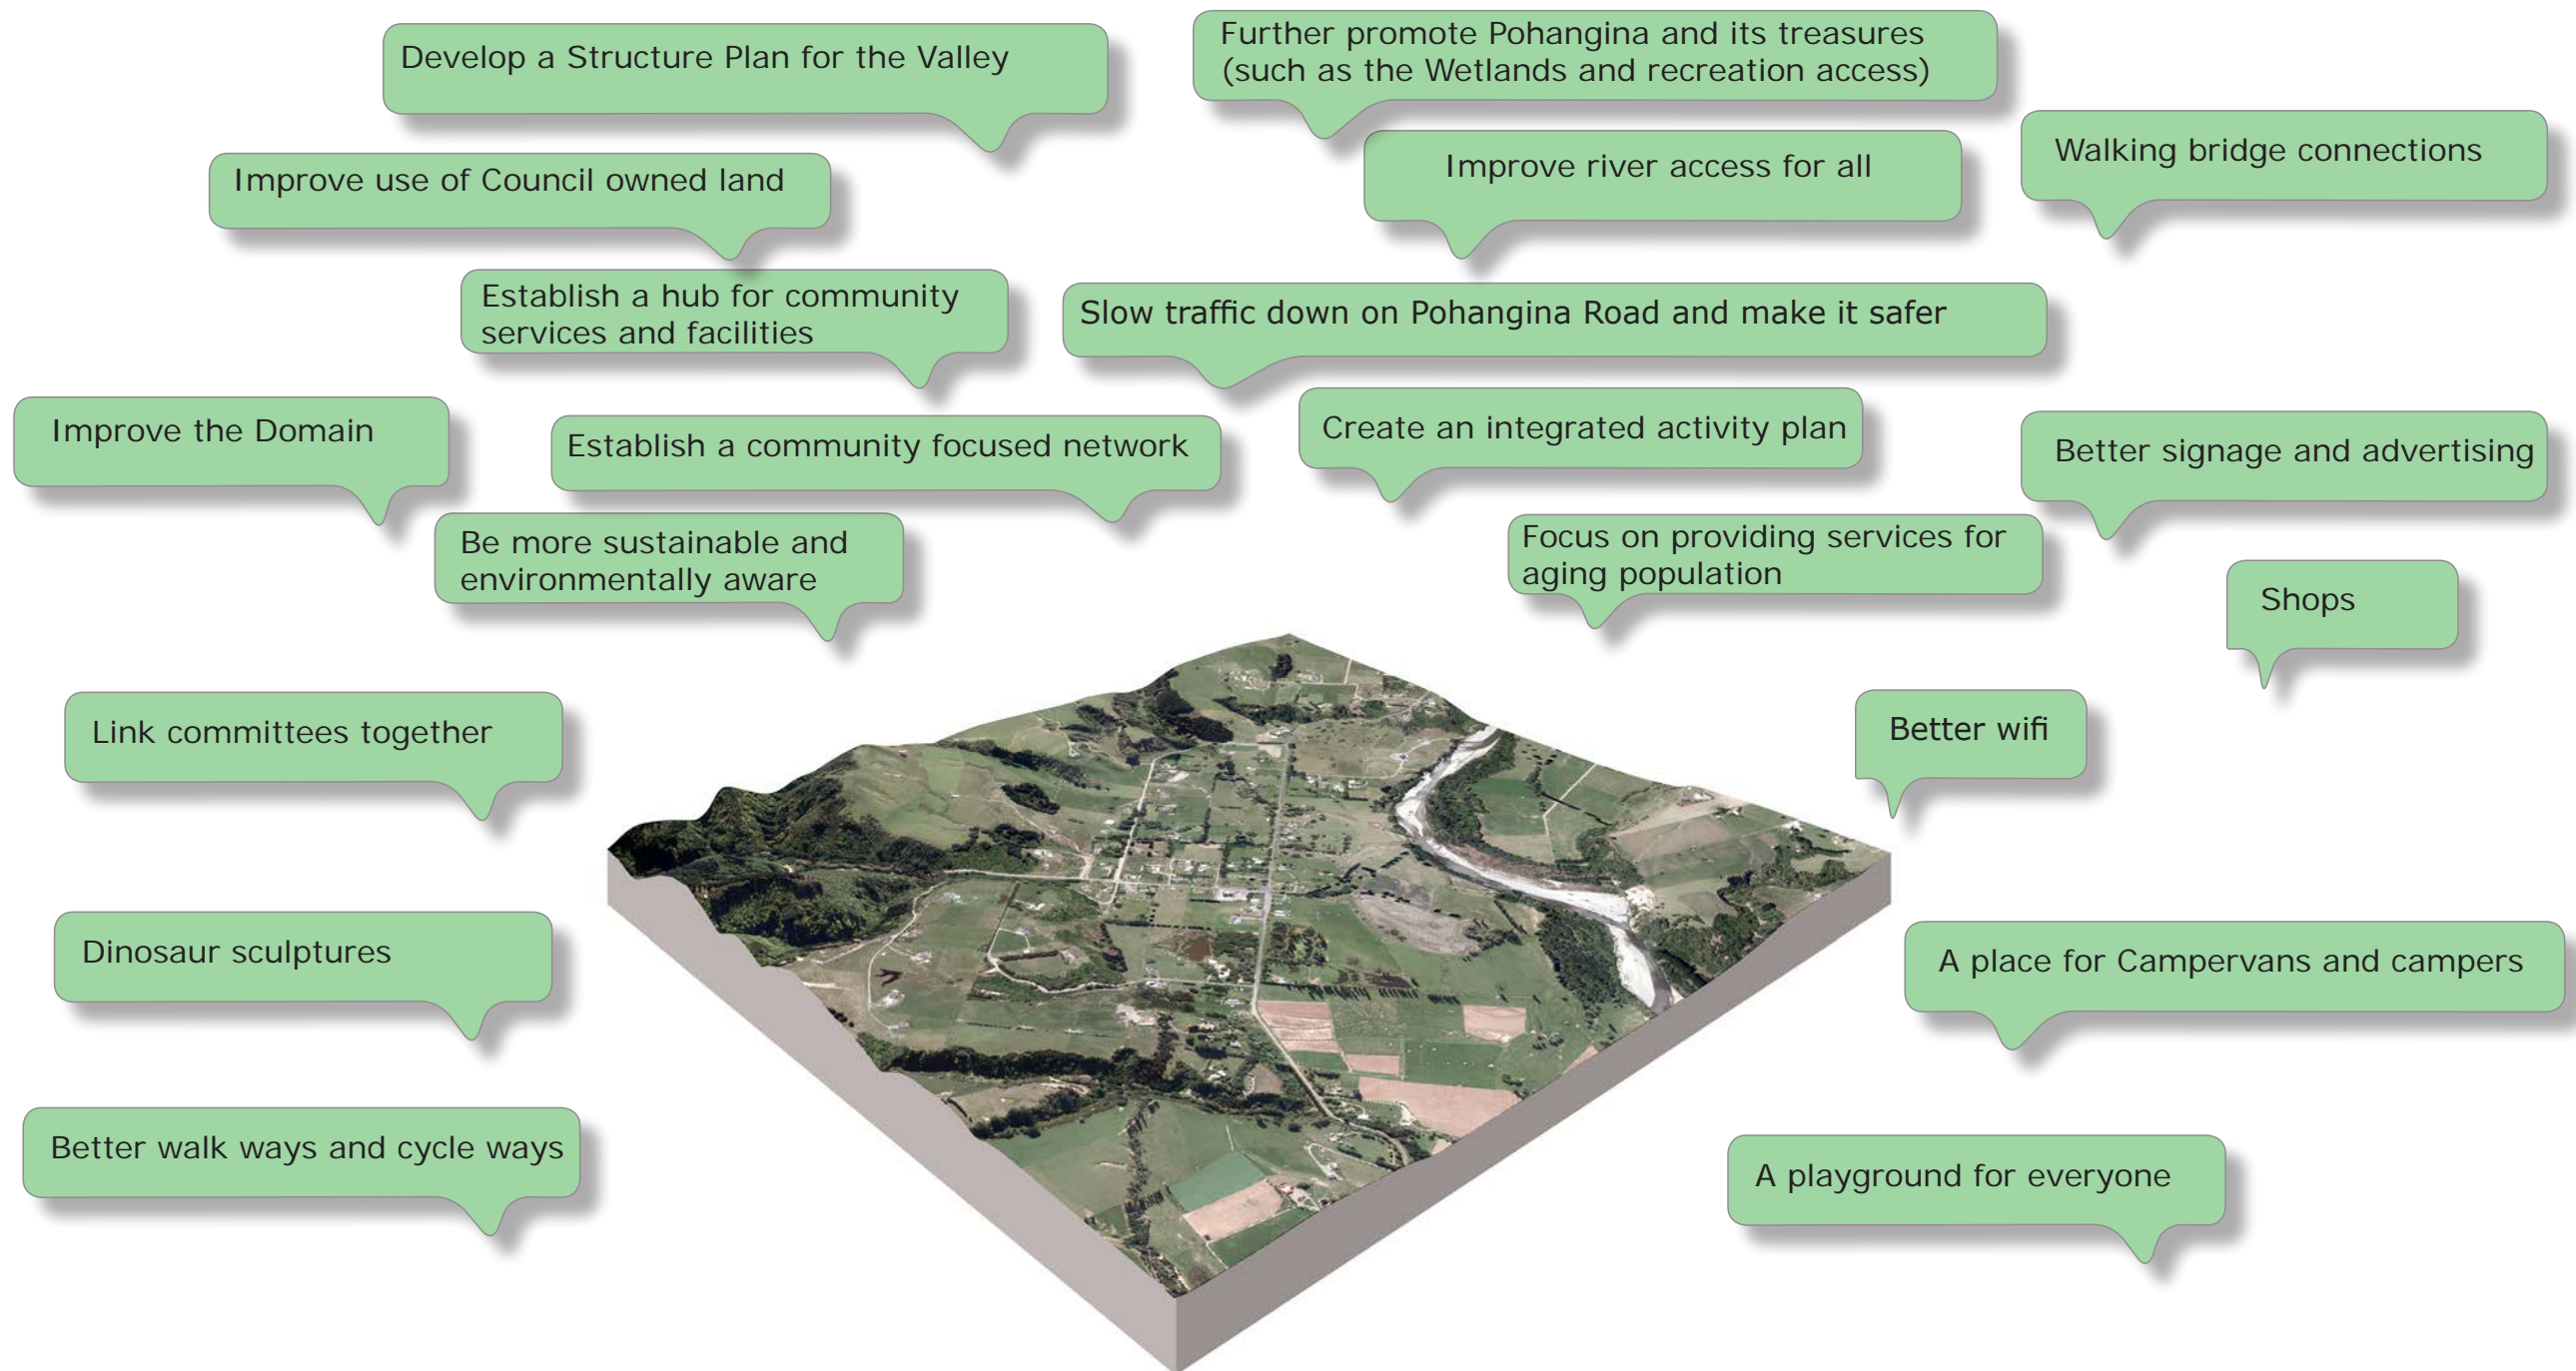 Develop a Structure Plan for the Valley
Further promote Pohangina and its treasures
(such as the Wetlands and recreation access)
Walking bridge connections
Improve use of Council owned land
Improve river access for all
Establish a hub for community
services and facilities
Slow traffic down on Pohangina Road and make it safer
Improve the Domain
Establish a community focused network
Create an integrated activity plan
Better signage and advertising
Be more sustainable and
environmentally aware
Focus on providing services for
aging population
Shops
Link committees together
Better wifi
Dinosaur sculptures
A place for Campervans and campers
Better walk ways and cycle ways
A playground for everyone